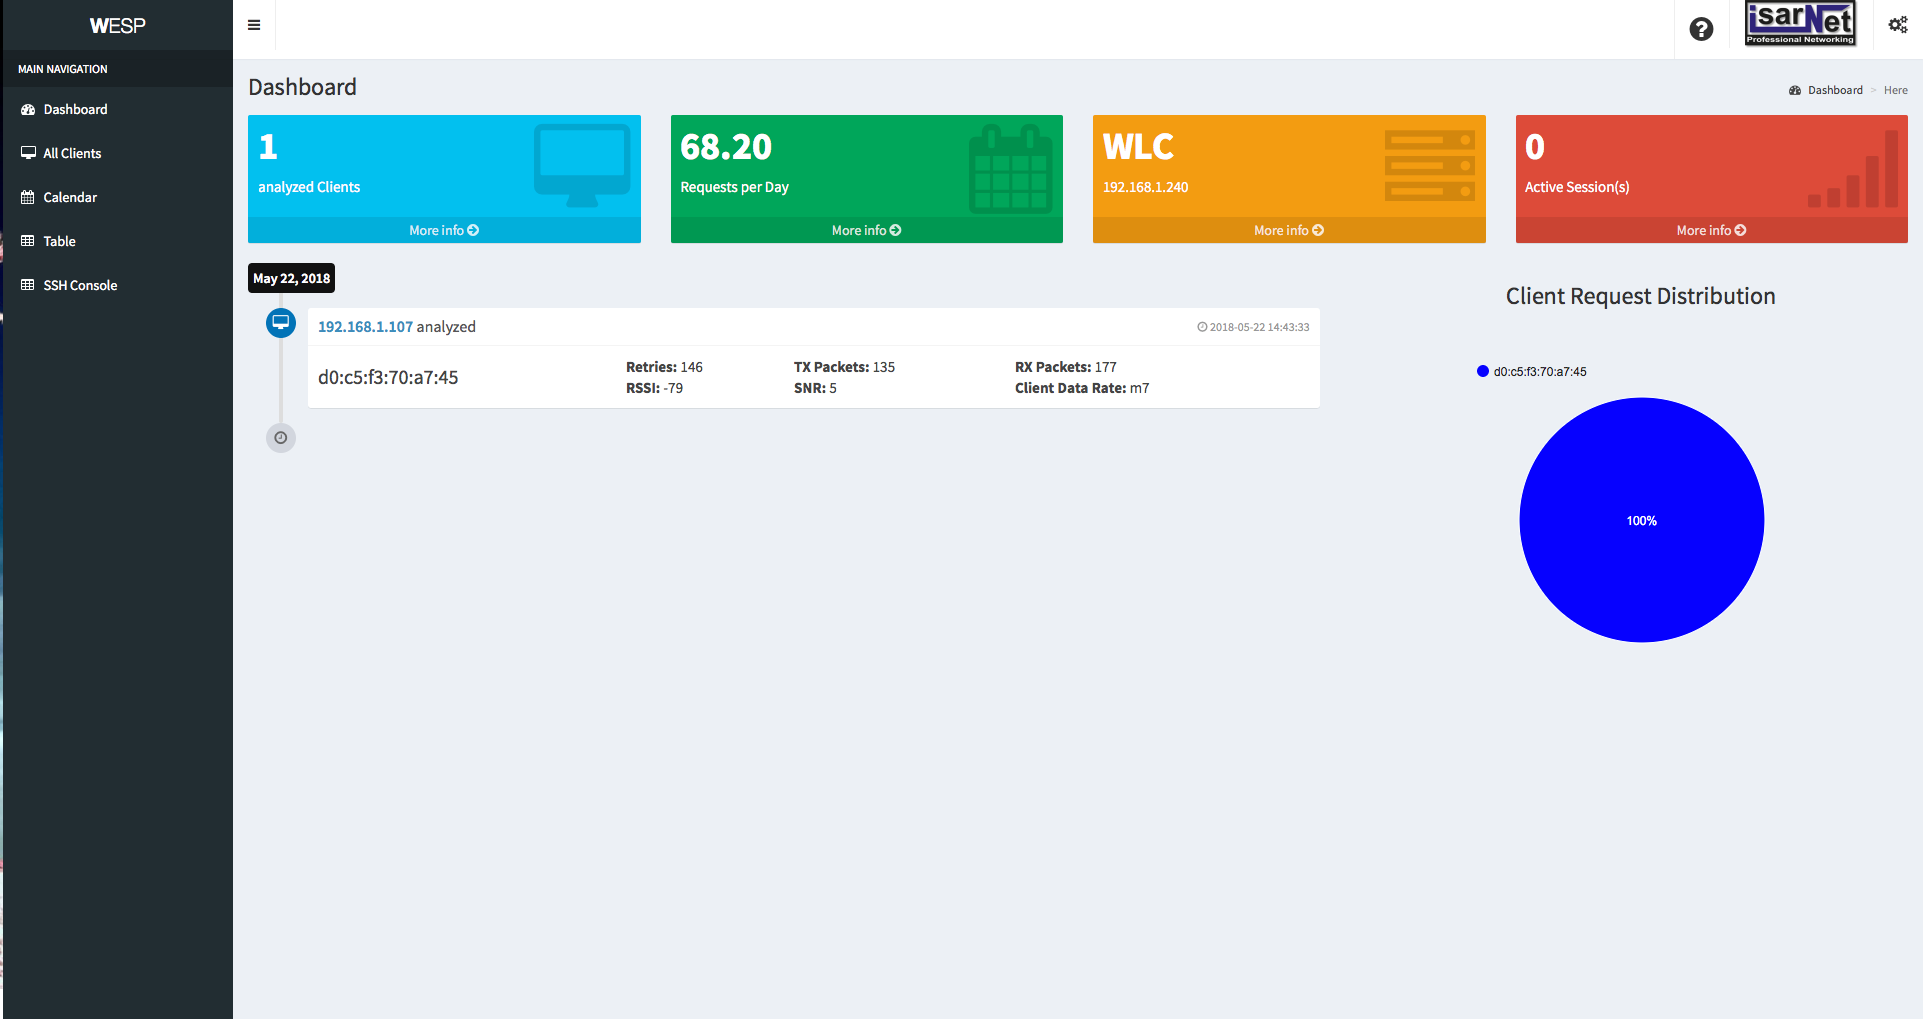 WESP
isarNet
Professional Networking
MAIN NAVIGATION
Dashboard
All Clients
Calendar
Table
SSH Console
Dashboard
Dashboard > Here
1
analyzed Clients
More info
68.20
Requests per Day
More info
WLC
192.168.1.240
More info
0
Active Session(s)
More info
May 22, 2018
192.168.1.107 analyzed
2018-05-22 14:43:33
d0:c5:f3:70:a7:45
Retries: 146
TX Packets: 135
RX Packets: 177
RSSI: -79
SNR: 5
Client Data Rate: m7
Client Request Distribution
d0:c5:f3:70:a7:45
100%